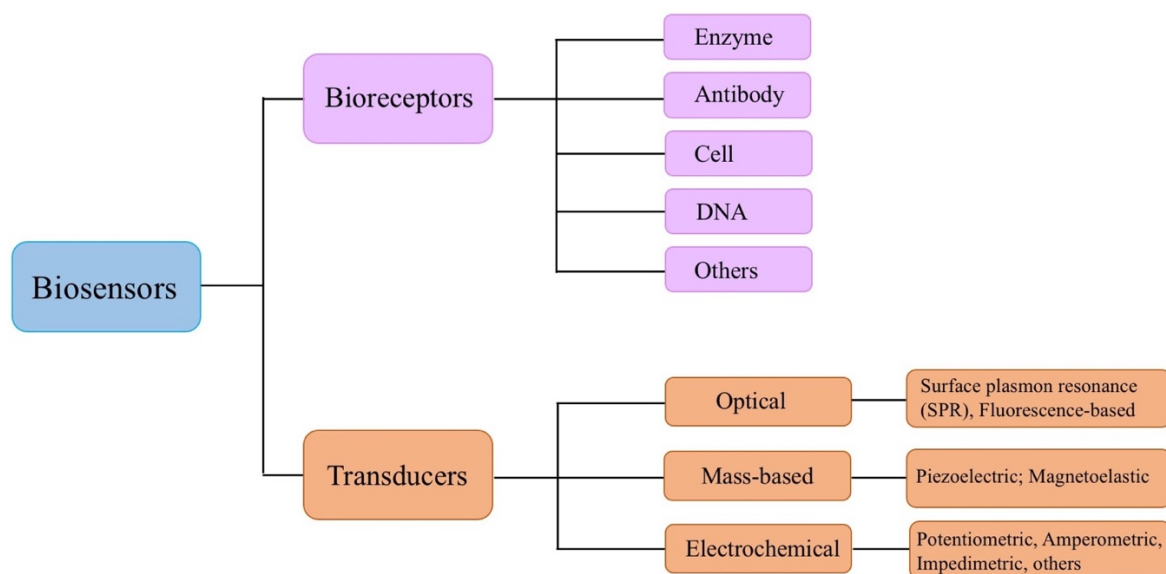 Biosensors
Bioreceptors
Enzyme
Antibody
Cell
DNA
Others
Transducers
Optical
Surface plasmon resonance
(SPR), Fluorescence-based
Mass-based
Piezoelectric; Magnetoelastic
Electrochemical
Potentiometric, Amperometric,
Impedimetric, others